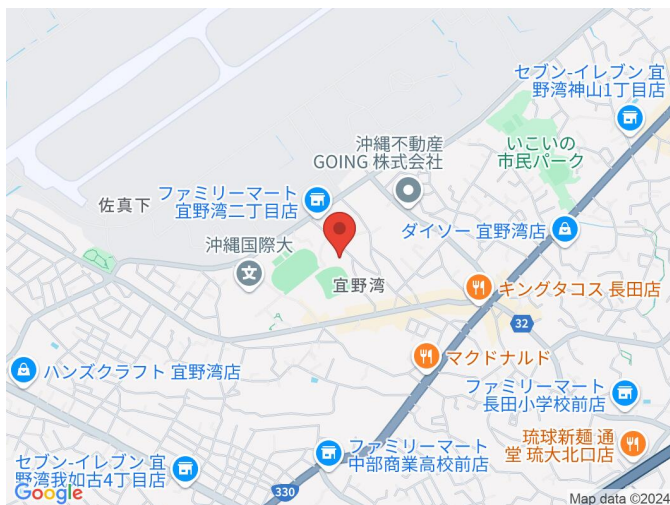 セブン-イレブン 宜
野湾神山1丁目店
沖縄不動産
GOING 株式会社
いこいの
市民パーク
ファミリーマート
宜野湾二丁目店
佐真下
ダイソー 宜野湾店
沖縄国際大
宜野湾
キングタコス 長田店
32
マクドナルド
ハンズクラフト 宜野湾店
ファミリーマート
長田小学校前店
琉球新麺 通
堂 琉大北口店
ファミリーマート
中部商業高校前店
セブン-イレブン 宜
野湾我如古4丁目店
330
Google
Map data ©2024